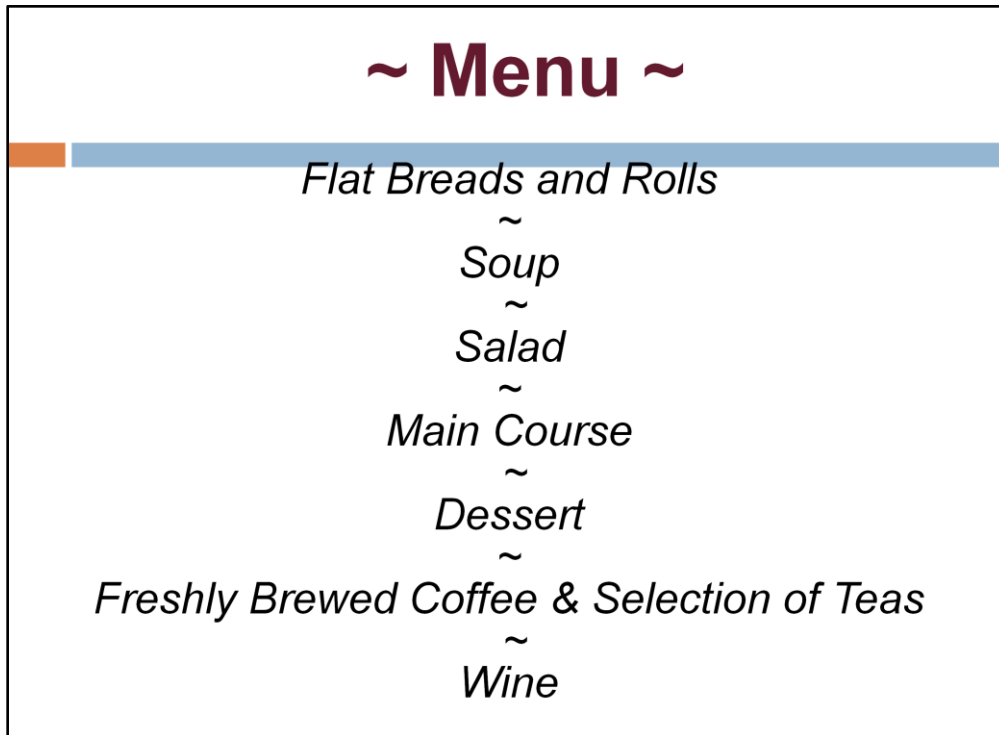 ~ Menu ~
Flat Breads and Rolls
~
Soup
~
Salad
~
Main Course
~
Dessert
~
Freshly Brewed Coffee & Selection of Teas
~
Wine